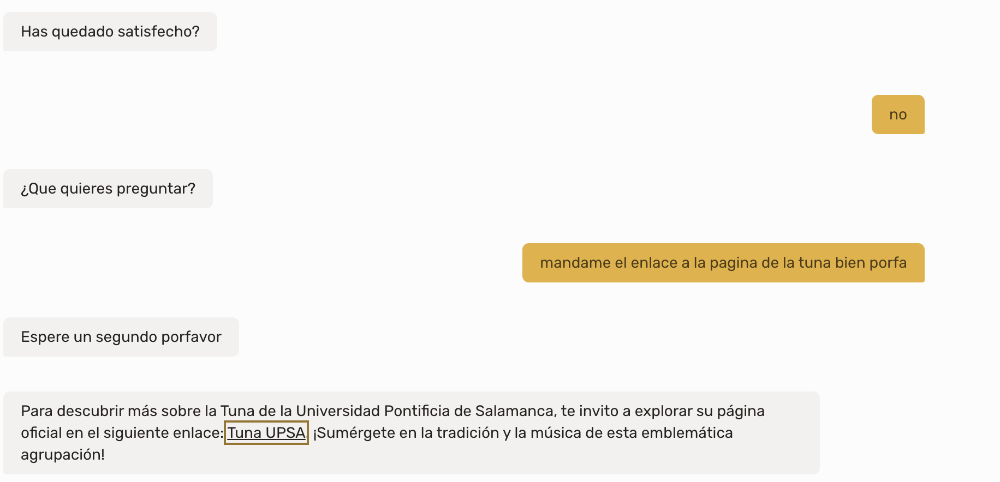 Has quedado satisfecho?
no
¿Que quieres preguntar?
mandame el enlace a la pagina de la tuna bien porfa
Espere un segundo porfavor
Para descubrir más sobre la Tuna de la Universidad Pontificia de Salamanca, te invito a explorar su página
oficial en el siguiente enlace: Tuna UPSA. ¡Sumérgete en la tradición y la música de esta emblemática
agrupación!